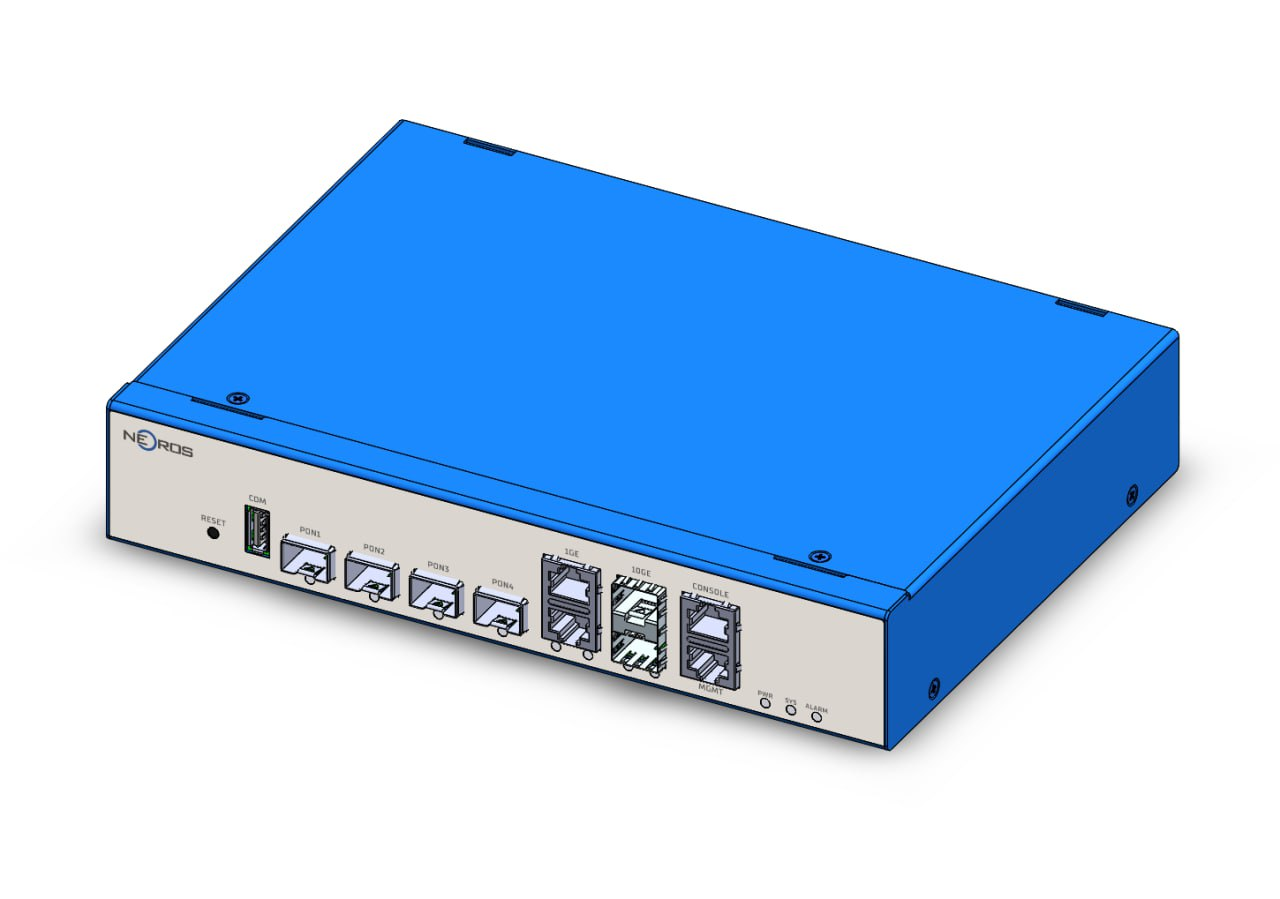 NEOROS
RESET
COM
PON1
PON2
PON3
PON4
1GE
10GE
CONSOLE
MGMT
PWR
SYS
ALARM